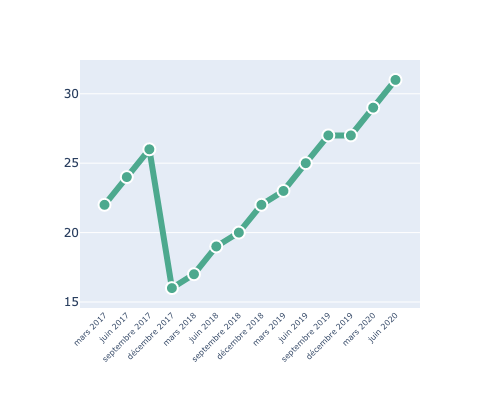 30
25
20
15
mars 2017
juin 2017
septembre 2017
décembre 2017
mars 2018
juin 2018
septembre 2018
décembre 2018
mars 2019
juin 2019
septembre 2019
décembre 2019
mars 2020
juin 2020